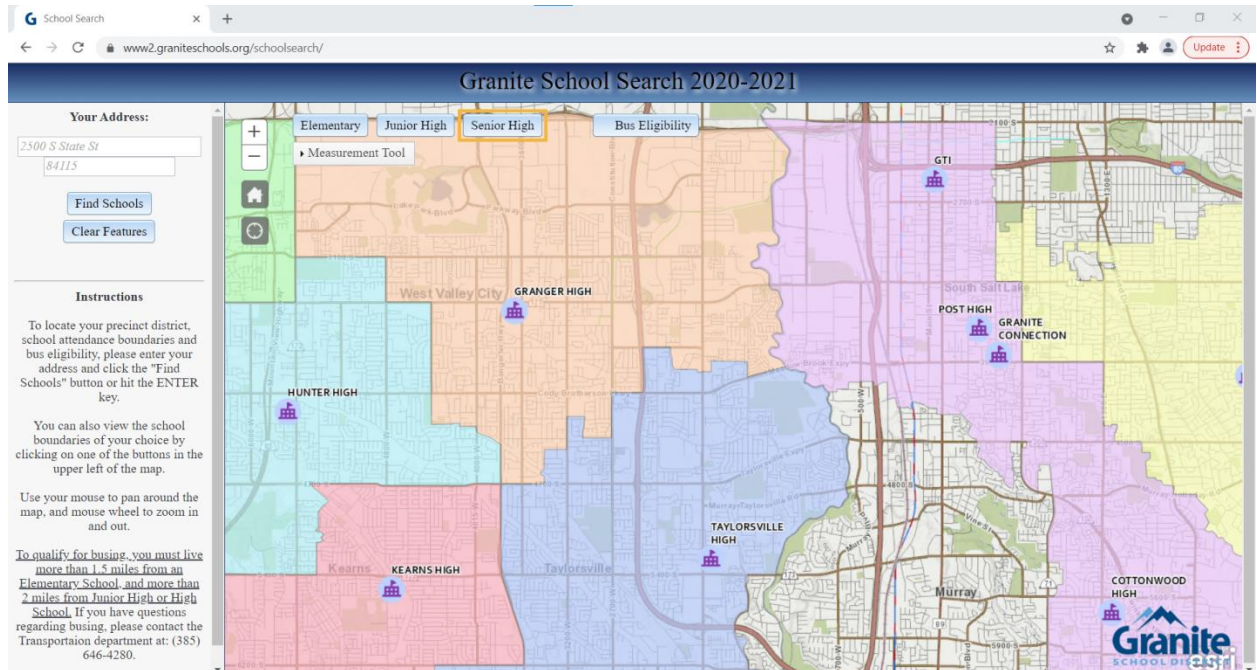 School Search
www2.graniteschools.org/schoolsearch/
Update
Granite School Search 2020-2021
Your Address:
2500 S State St
84115
Find Schools
Clear Features
Instructions
To locate your precinct district,
school attendance boundaries and
bus eligibility, please enter your
address and click the "Find
Schools" button or hit the ENTER
key.
You can also view the school
boundaries of your choice by
clicking on one of the buttons in the
upper left of the map.
Use your mouse to pan around the
map, and mouse wheel to zoom in
and out.
To qualify for busing, you must live
more than 1.5 miles from an
Elementary School, and more than
2 miles from Junior High or High
School. If you have questions
regarding busing, please contact the
Transportaion department at: (385)
646-4280.
+
−
Elementary
Junior High
Senior High
Bus Eligibility
Measurement Tool
2100 S
GTI
West Valley City
GRANGER HIGH
South Salt Lake
POST HIGH
GRANITE
CONNECTION
HUNTER HIGH
4700 S
4800 S
TAYLORSVILLE
HIGH
Kearns
KEARNS HIGH
Taylorsville
Murray
COTTONWOOD
HIGH
5900 S
Granite
SCHOOL DISTRICT
esri